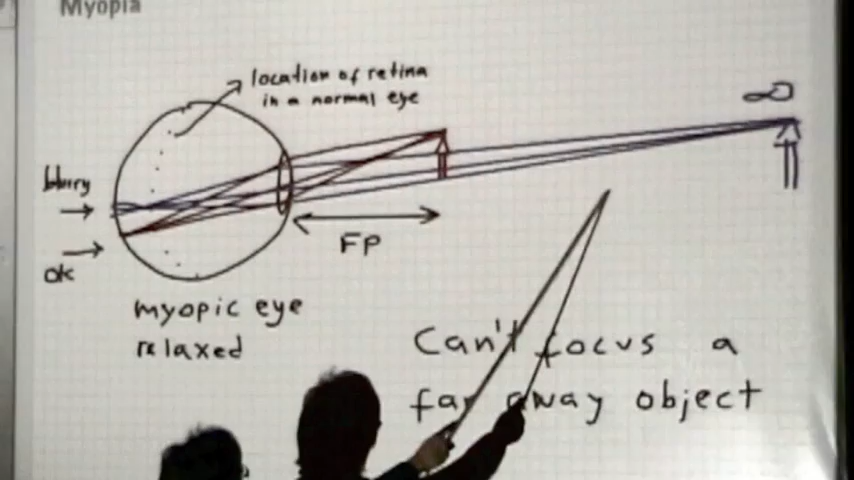 Myopia
location of retina
in a normal eye
∞
blurry
ok
FP
myopic eye
relaxed
Can't focus a
far away object